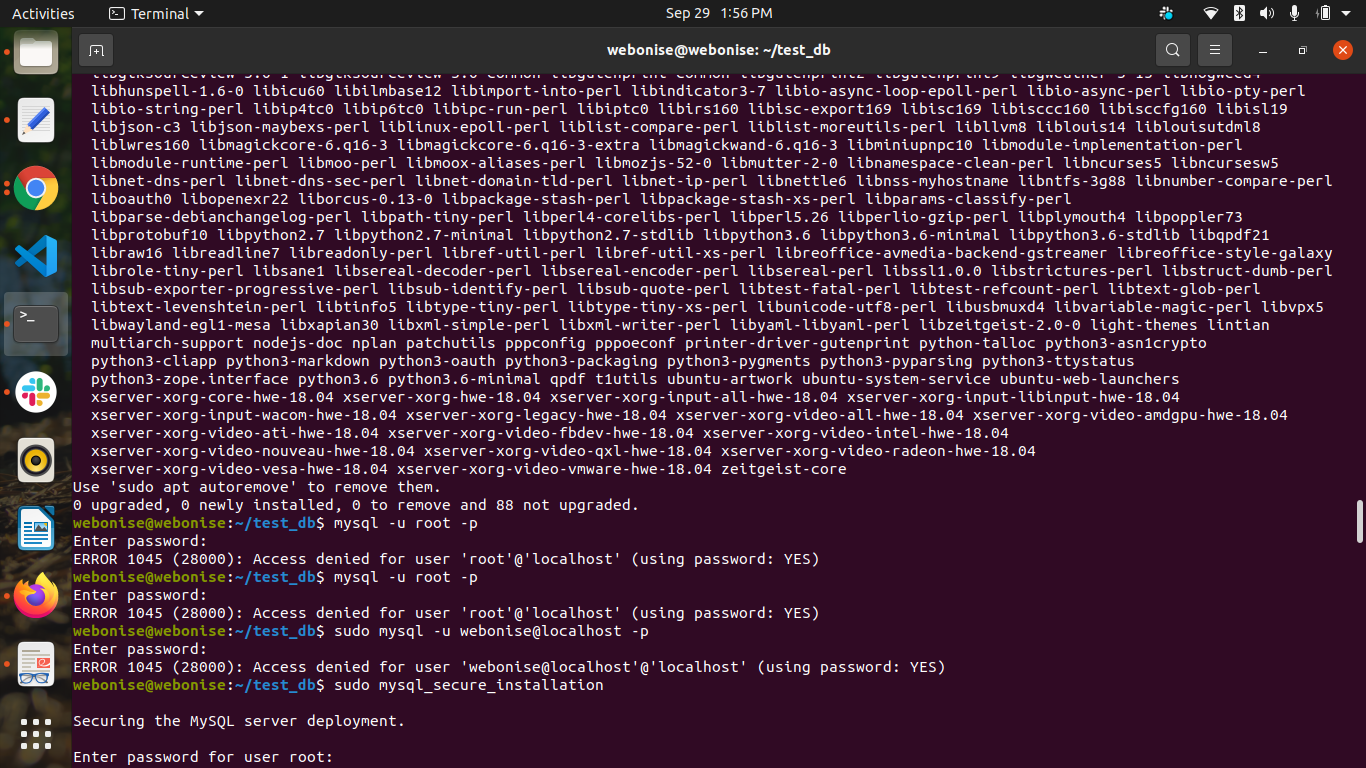 Activities
Terminal
Sep 29 1:56 PM
webonise@webonise: ~/test_db
libgtksourceview-3.0-1 libgtksourceview-3.0-common libgutenprint-common libgutenprint2 libgutenprint9 libgweather-3-15
libhunspell-1.6-0 libicu60 libilmbase12 libimport-into-perl libindicator3-7 libio-async-loop-epoll-perl libio-async-perl libio-pty-perl
libio-string-perl libip4tc0 libip6tc0 libipc-run-perl libiptc0 libirs160 libisc-export169 libisc169 libisccc160 libisccfg160 libisl19
libjson-c3 libjson-maybexs-perl liblinux-epoll-perl liblist-compare-perl liblist-moreutils-perl libllvm8 liblouis14 liblouisutdml8
liblwres160 libmagickcore-6.q16-3 libmagickcore-6.q16-3-extra libmagickwand-6.q16-3 libminiupnpc10 libmodule-implementation-perl
libmodule-runtime-perl libmoo-perl libmoox-aliases-perl libmozjs-52-0 libmutter-2-0 libnamespace-clean-perl libncurses5 libncursesw5
libnet-dns-perl libnet-dns-sec-perl libnet-domain-tld-perl libnet-ip-perl libnettle6 libnss-myhostname libntfs-3g88 libnumber-compare-perl
liboauth0 libopenexr22 liborcus-0.13-0 libpackage-stash-perl libpackage-stash-xs-perl libparams-classify-perl
libparse-debianchangelog-perl libpath-tiny-perl libperl4-corelibs-perl libperl5.26 libperlio-gzip-perl libplymouth4 libpoppler73
libprotobuf10 libpython2.7 libpython2.7-minimal libpython2.7-stdlib libpython3.6 libpython3.6-minimal libpython3.6-stdlib libqpdf21
libraw16 libreadline7 libreadonly-perl libref-util-perl libref-util-xs-perl libreoffice-avmedia-backend-gstreamer libreoffice-style-galaxy
librole-tiny-perl libsane1 libsereal-decoder-perl libsereal-encoder-perl libsereal-perl libssl1.0.0 libstrictures-perl libstruct-dumb-perl
libsub-exporter-progressive-perl libsub-identify-perl libsub-quote-perl libtest-fatal-perl libtest-refcount-perl libtext-glob-perl
libtext-levenshtein-perl libtinfo5 libtype-tiny-perl libtype-tiny-xs-perl libunicode-utf8-perl libusbmuxd4 libvariable-magic-perl libvpx5
libwayland-egl1-mesa libxapian30 libxml-simple-perl libxml-writer-perl libyaml-libyaml-perl libzeitgeist-2.0-0 light-themes lintian
multiarch-support nodejs-doc nplan patchutils pppconfig pppoeconf printer-driver-gutenprint python-talloc python3-asn1crypto
python3-cliapp python3-markdown python3-oauth python3-packaging python3-pygments python3-pyparsing python3-ttystatus
python3-zope.interface python3.6 python3.6-minimal qpdf t1utils ubuntu-artwork ubuntu-system-service ubuntu-web-launchers
xserver-xorg-core-hwe-18.04 xserver-xorg-hwe-18.04 xserver-xorg-input-all-hwe-18.04 xserver-xorg-input-libinput-hwe-18.04
xserver-xorg-input-wacom-hwe-18.04 xserver-xorg-legacy-hwe-18.04 xserver-xorg-video-all-hwe-18.04 xserver-xorg-video-amdgpu-hwe-18.04
xserver-xorg-video-ati-hwe-18.04 xserver-xorg-video-fbdev-hwe-18.04 xserver-xorg-video-intel-hwe-18.04
xserver-xorg-video-nouveau-hwe-18.04 xserver-xorg-video-qxl-hwe-18.04 xserver-xorg-video-radeon-hwe-18.04
xserver-xorg-video-vesa-hwe-18.04 xserver-xorg-video-vmware-hwe-18.04 zeitgeist-core
Use 'sudo apt autoremove' to remove them.
0 upgraded, 0 newly installed, 0 to remove and 88 not upgraded.
webonise@webonise:~/test_db$ mysql -u root -p
Enter password:
ERROR 1045 (28000): Access denied for user 'root'@'localhost' (using password: YES)
webonise@webonise:~/test_db$ mysql -u root -p
Enter password:
ERROR 1045 (28000): Access denied for user 'root'@'localhost' (using password: YES)
webonise@webonise:~/test_db$ sudo mysql -u webonise@localhost -p
Enter password:
ERROR 1045 (28000): Access denied for user 'webonise@localhost'@'localhost' (using password: YES)
webonise@webonise:~/test_db$ sudo mysql_secure_installation
Securing the MySQL server deployment.
Enter password for user root: